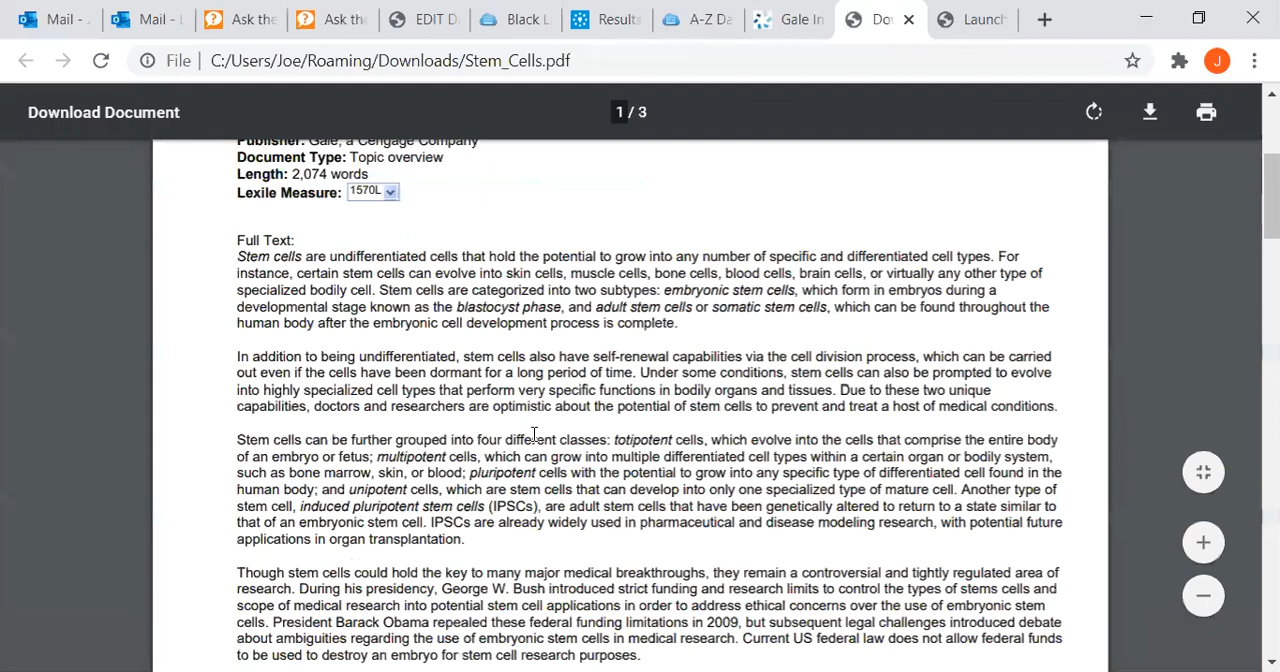 Mail -
Mail -
Ask the
Ask the
EDIT D
Black L
Results
A-Z Da
Gale In
Do
Launch
File C:/Users/Joe/Roaming/Downloads/Stem_Cells.pdf
J
Download Document
1 / 3
Publisher: Gale, a Cengage Company
Document Type: Topic overview
Length: 2,074 words
Lexile Measure: 1570L
Full Text:
Stem cells are undifferentiated cells that hold the potential to grow into any number of specific and differentiated cell types. For
instance, certain stem cells can evolve into skin cells, muscle cells, bone cells, blood cells, brain cells, or virtually any other type of
specialized bodily cell. Stem cells are categorized into two subtypes: embryonic stem cells, which form in embryos during a
developmental stage known as the blastocyst phase, and adult stem cells or somatic stem cells, which can be found throughout the
human body after the embryonic cell development process is complete.
In addition to being undifferentiated, stem cells also have self-renewal capabilities via the cell division process, which can be carried
out even if the cells have been dormant for a long period of time. Under some conditions, stem cells can also be prompted to evolve
into highly specialized cell types that perform very specific functions in bodily organs and tissues. Due to these two unique
capabilities, doctors and researchers are optimistic about the potential of stem cells to prevent and treat a host of medical conditions.
Stem cells can be further grouped into four different classes: totipotent cells, which evolve into the cells that comprise the entire body
of an embryo or fetus; multipotent cells, which can grow into multiple differentiated cell types within a certain organ or bodily system,
such as bone marrow, skin, or blood; pluripotent cells with the potential to grow into any specific type of differentiated cell found in the
human body; and unipotent cells, which are stem cells that can develop into only one specialized type of mature cell. Another type of
stem cell, induced pluripotent stem cells (IPSCs), are adult stem cells that have been genetically altered to return to a state similar to
that of an embryonic stem cell. IPSCs are already widely used in pharmaceutical and disease modeling research, with potential future
applications in organ transplantation.
Though stem cells could hold the key to many major medical breakthroughs, they remain a controversial and tightly regulated area of
research. During his presidency, George W. Bush introduced strict funding and research limits to control the types of stems cells and
scope of medical research into potential stem cell applications in order to address ethical concerns over the use of embryonic stem
cells. President Barack Obama repealed these federal funding limitations in 2009, but subsequent legal challenges introduced debate
about ambiguities regarding the use of embryonic stem cells in medical research. Current US federal law does not allow federal funds
to be used to destroy an embryo for stem cell research purposes.